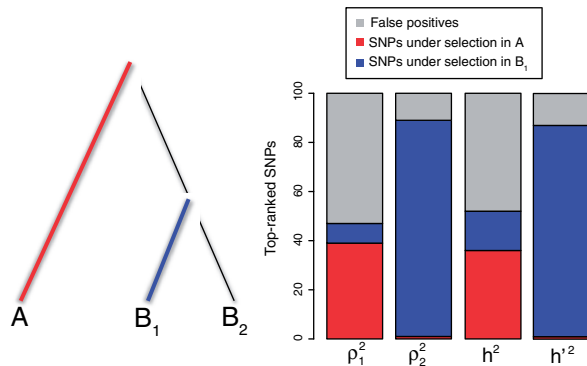 False positives
SNPs under selection in A
SNPs under selection in B₁
A
B₁
B₂
Top-ranked SNPs
100
80
60
40
20
0
ρ₁² ρ₂² h² h'²